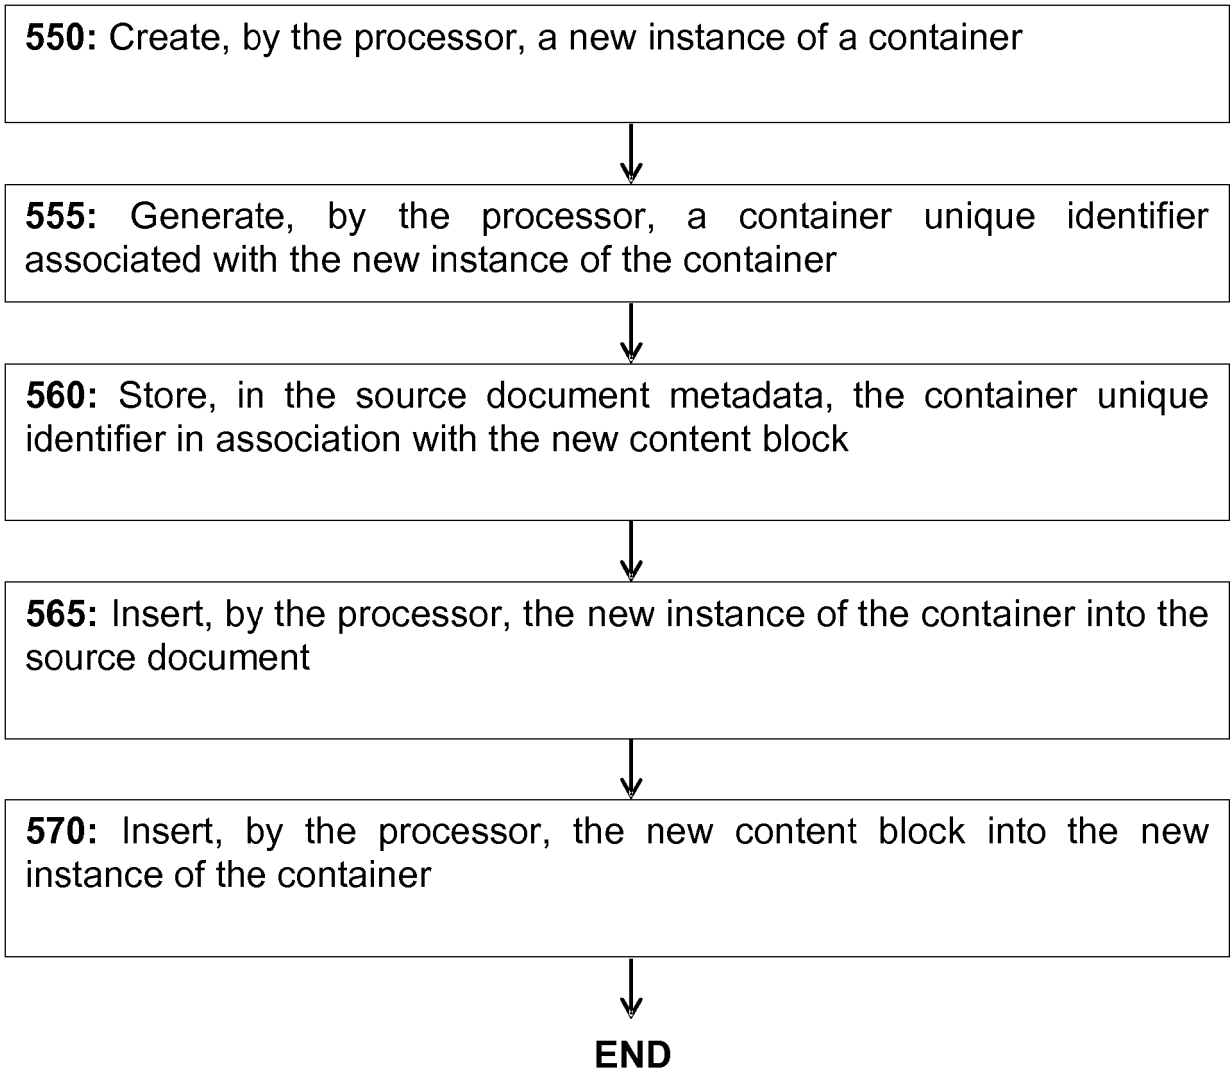 550: Create, by the processor, a new instance of a container
555: Generate, by the processor, a container unique identifier
associated with the new instance of the container
560: Store, in the source document metadata, the container unique
identifier in association with the new content block
565: Insert, by the processor, the new instance of the container into the
source document
570: Insert, by the processor, the new content block into the new
instance of the container
END